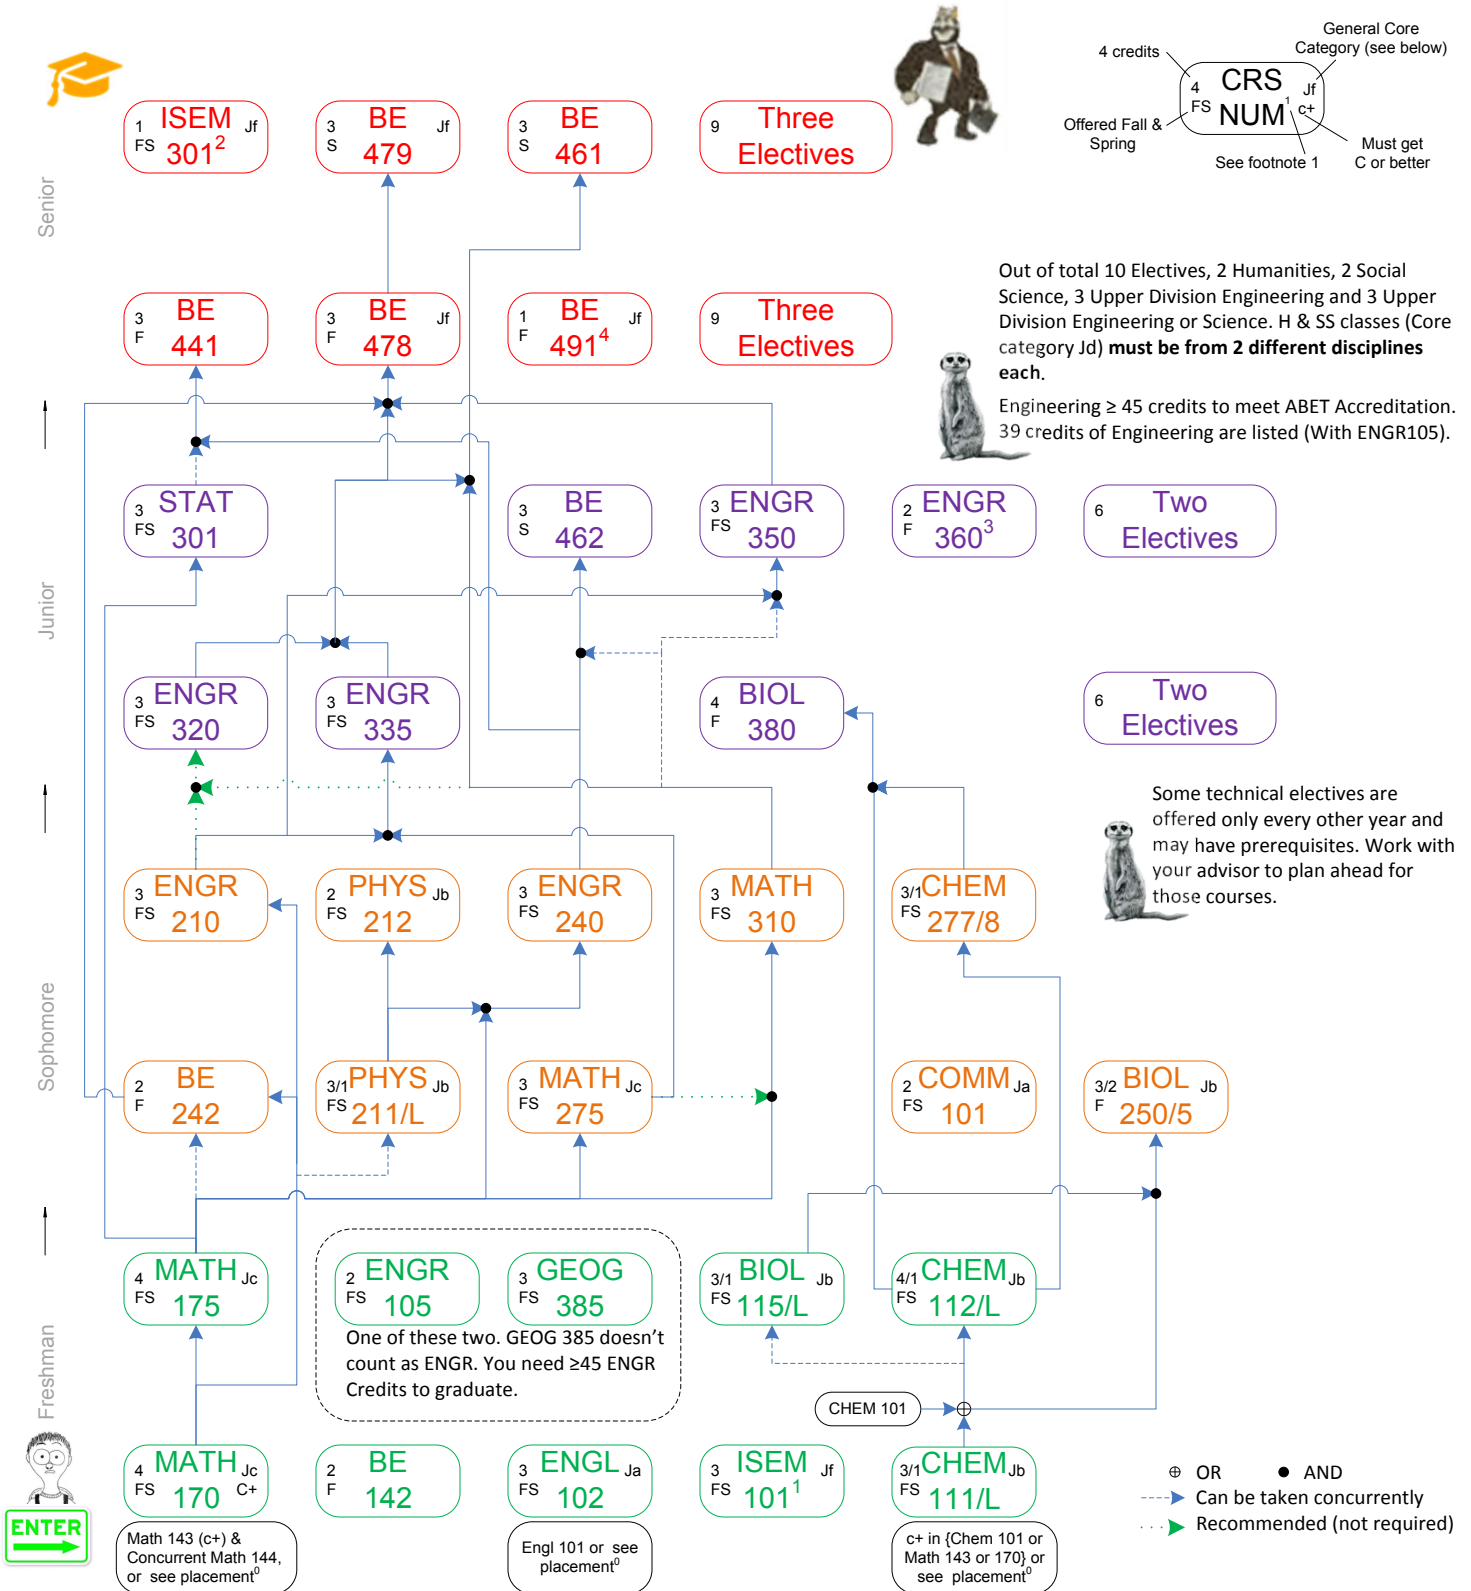 4 credits
General Core
Category (see below)
4 CRS Jf
FS NUM¹ c+
Offered Fall &
Spring
See footnote 1
Must get
C or better
Senior
1 ISEM Jf
FS 301²
3 BE Jf
S 479
3 BE
S 461
9 Three
Electives
3 BE
F 441
3 BE Jf
F 478
1 BE Jf
F 491⁴
9 Three
Electives
Out of total 10 Electives, 2 Humanities, 2 Social
Science, 3 Upper Division Engineering and 3 Upper
Division Engineering or Science. H & SS classes (Core
category Jd) must be from 2 different disciplines
each.
Engineering ≥ 45 credits to meet ABET Accreditation.
39 credits of Engineering are listed (With ENGR105).
Junior
3 STAT
FS 301
3 BE
S 462
3 ENGR
FS 350
2 ENGR
F 360³
6 Two
Electives
3 ENGR
FS 320
3 ENGR
FS 335
4 BIOL
F 380
6 Two
Electives
Some technical electives are
offered only every other year and
may have prerequisites. Work with
your advisor to plan ahead for
those courses.
Sophomore
3 ENGR
FS 210
2 PHYS Jb
FS 212
3 ENGR
FS 240
3 MATH
FS 310
3/1 CHEM
FS 277/8
2 BE
F 242
3/1 PHYS Jb
FS 211/L
3 MATH Jc
FS 275
2 COMM Ja
FS 101
3/2 BIOL Jb
F 250/5
Freshman
4 MATH Jc
FS 175
2 ENGR
FS 105
3 GEOG
FS 385
One of these two. GEOG 385 doesn't
count as ENGR. You need ≥45 ENGR
Credits to graduate.
3/1 BIOL Jb
FS 115/L
4/1 CHEM Jb
FS 112/L
CHEM 101
4 MATH Jc
FS 170 C+
2 BE
F 142
3 ENGL Ja
FS 102
3 ISEM Jf
FS 101¹
3/1 CHEM Jb
FS 111/L
ENTER
Math 143 (c+) &
Concurrent Math 144,
or see placement⁰
Engl 101 or see
placement⁰
c+ in {Chem 101 or
Math 143 or 170} or
see placement⁰
⊕ OR ● AND
Can be taken concurrently
Recommended (not required)